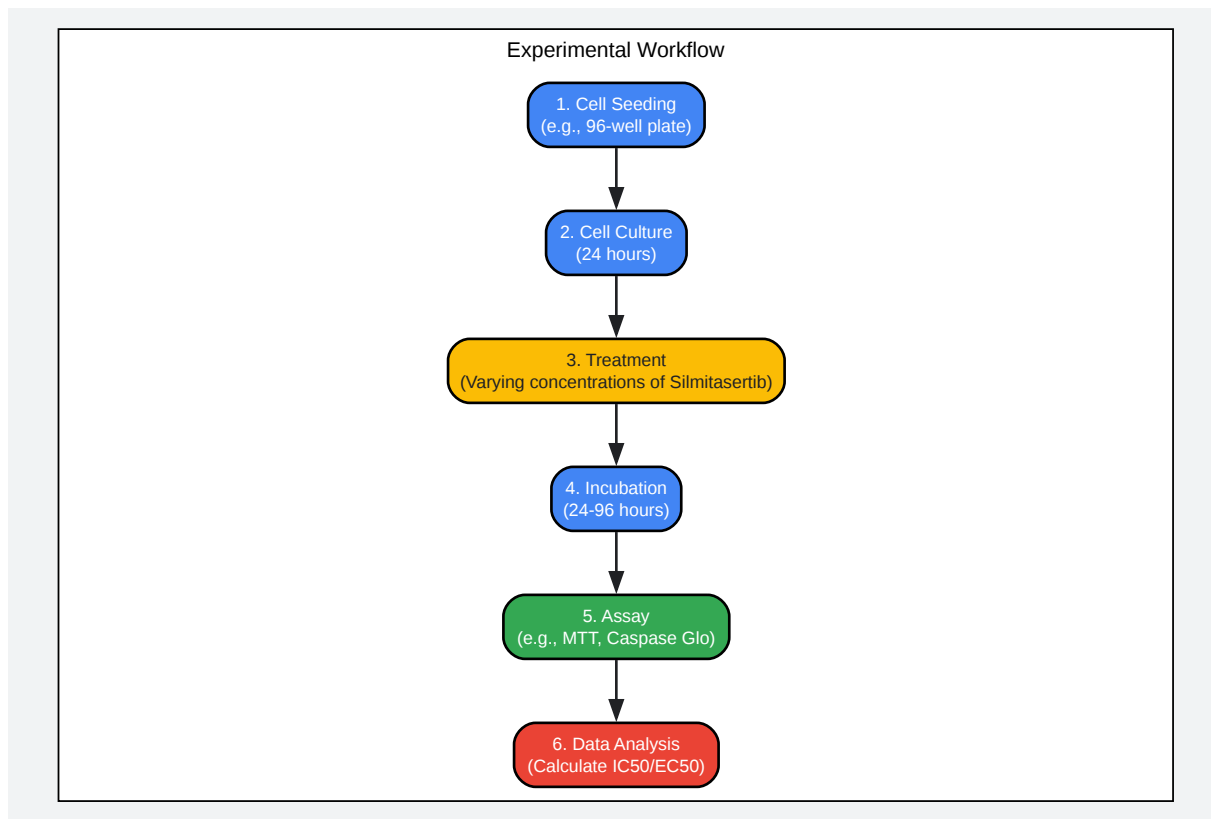 Experimental Workflow
1. Cell Seeding
(e.g., 96-well plate)
2. Cell Culture
(24 hours)
3. Treatment
(Varying concentrations of Silmitasertib)
4. Incubation
(24-96 hours)
5. Assay
(e.g., MTT, Caspase Glo)
6. Data Analysis
(Calculate IC50/EC50)